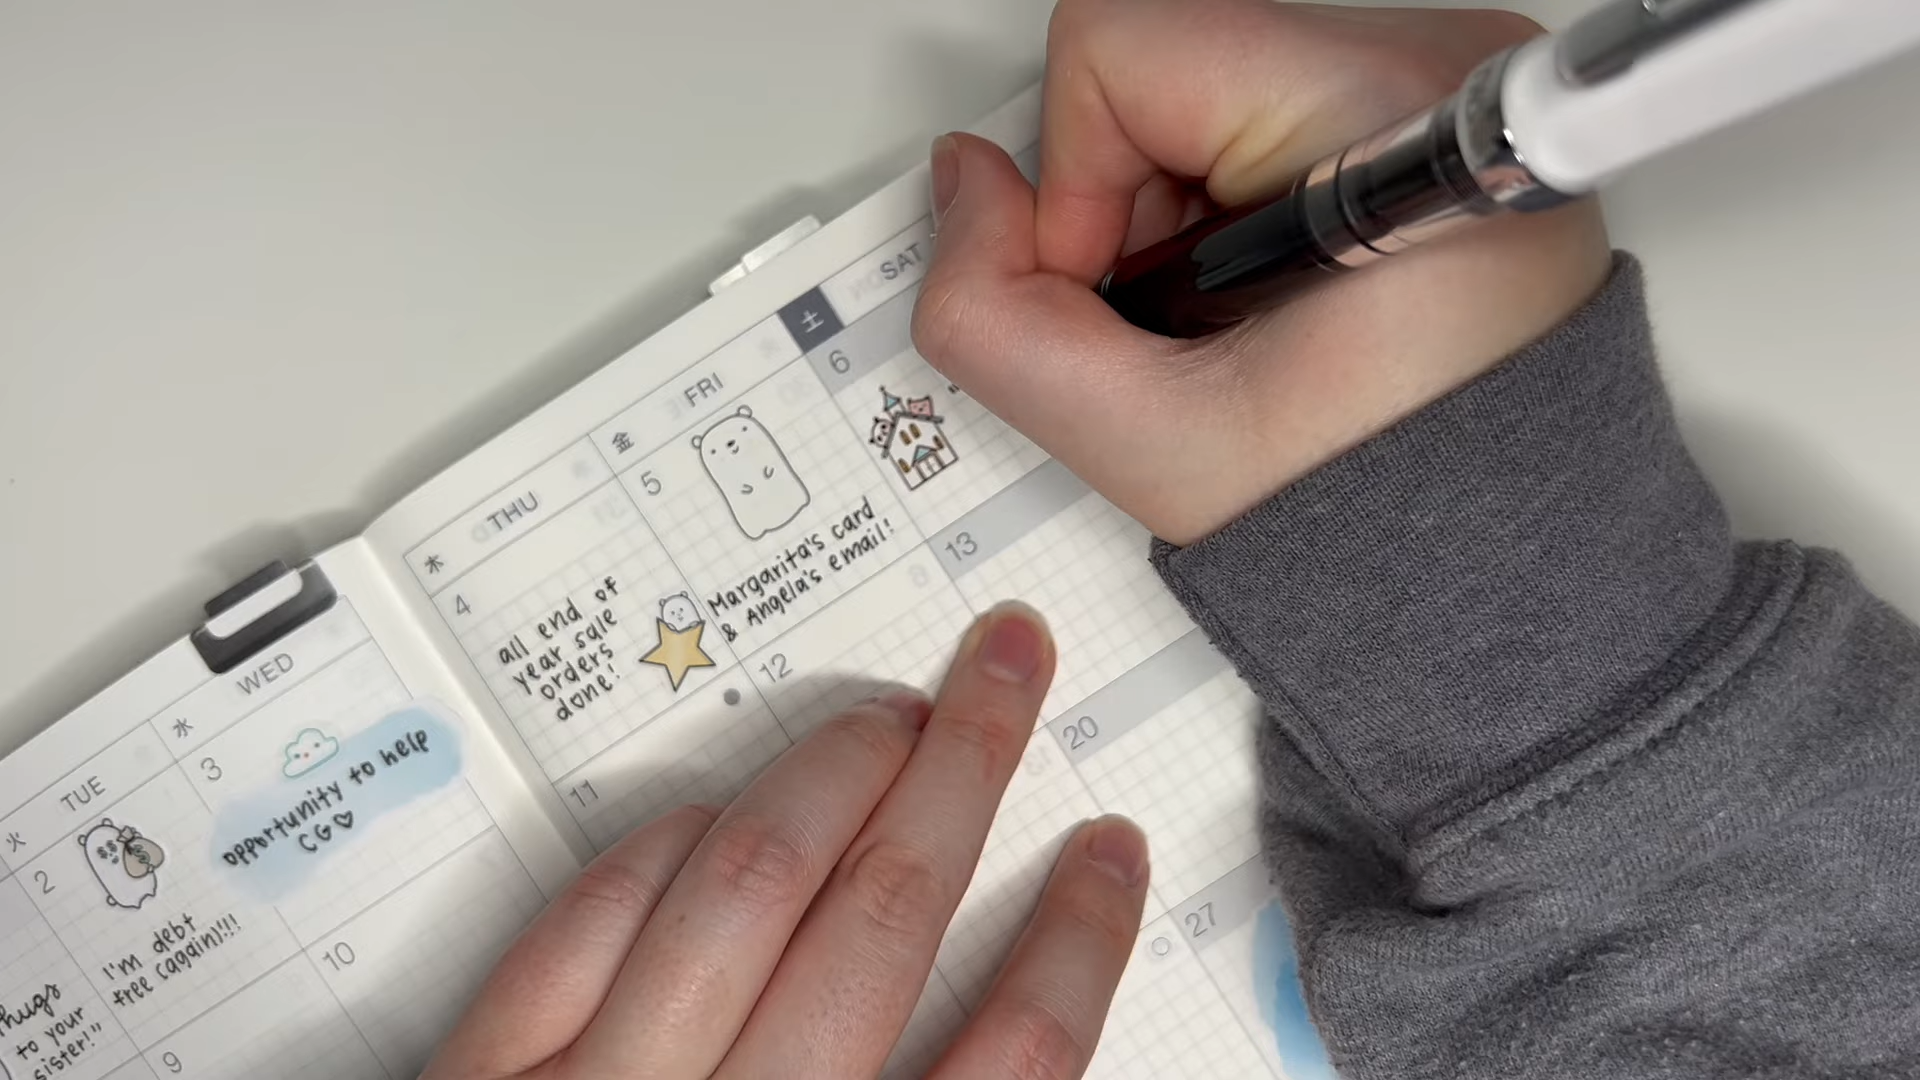 火
TUE
2
I'm debt
free (again)!!!
hugs
to your
sister!"
9
水
WED
3
opportunity to help
CG♡
10
木
THU
4
all end of
year sale
orders
done!
11
金
FRI
5
Margarita's card
& Angela's email!
12
土
SAT
6
13
20
27